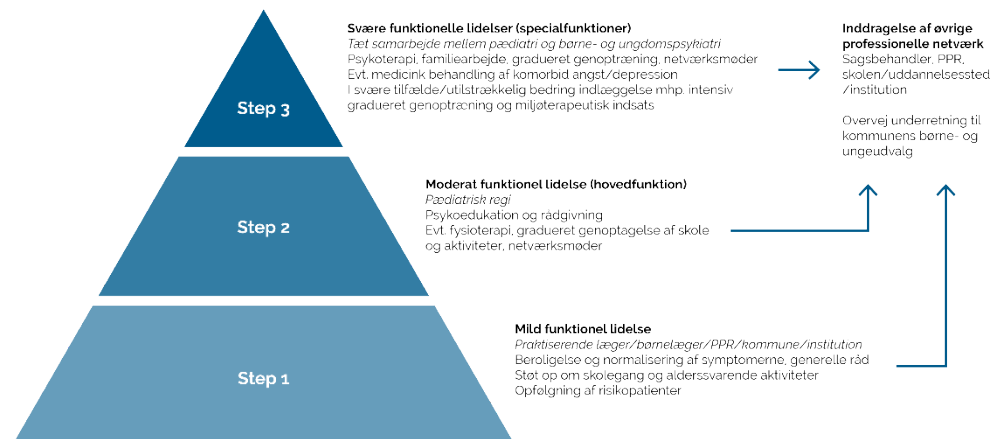 Step 3
Svære funktionelle lidelser (specialfunktioner)
Tæt samarbejde mellem pædiatri og børne- og ungdomspsykiatri
Psykoterapi, familiearbejde, gradueret genoptræning, netværksmøder
Evt. medicink behandling af komorbid angst/depression
I svære tilfælde/utilstrækkelig bedring indlæggelse mhp. intensiv
gradueret genoptræning og miljøterapeutisk indsats
Inddragelse af øvrige
professionelle netværk
Sagsbehandler, PPR,
skolen/uddannelsessted
/institution
Overvej underretning til
kommunens børne- og
ungeudvalg
Step 2
Moderat funktionel lidelse (hovedfunktion)
Pædiatrisk regi
Psykoedukation og rådgivning
Evt. fysioterapi, gradueret genoptagelse af skole
og aktiviteter, netværksmøder
Step 1
Mild funktionel lidelse
Praktiserende læger/børnelæger/PPR/kommune/institution
Beroligelse og normalisering af symptomerne, generelle råd
Støt op om skolegang og alderssvarende aktiviteter
Opfølgning af risikopatienter